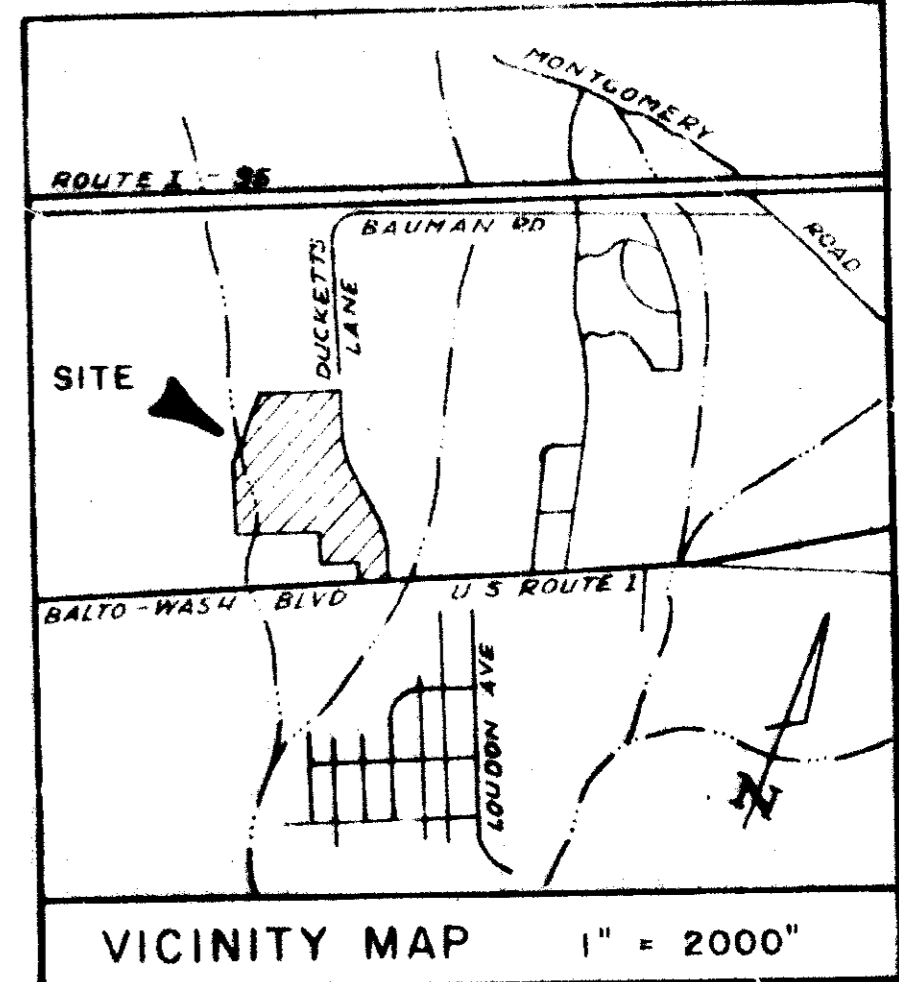 MONTGOMERY
ROUTE I - 95
BAUMAN RD
ROAD
DUCKETTS
LANE
SITE
BALTO-WASH BLVD
U S ROUTE 1
LOUDON AVE
N
VICINITY MAP 1" = 2000"